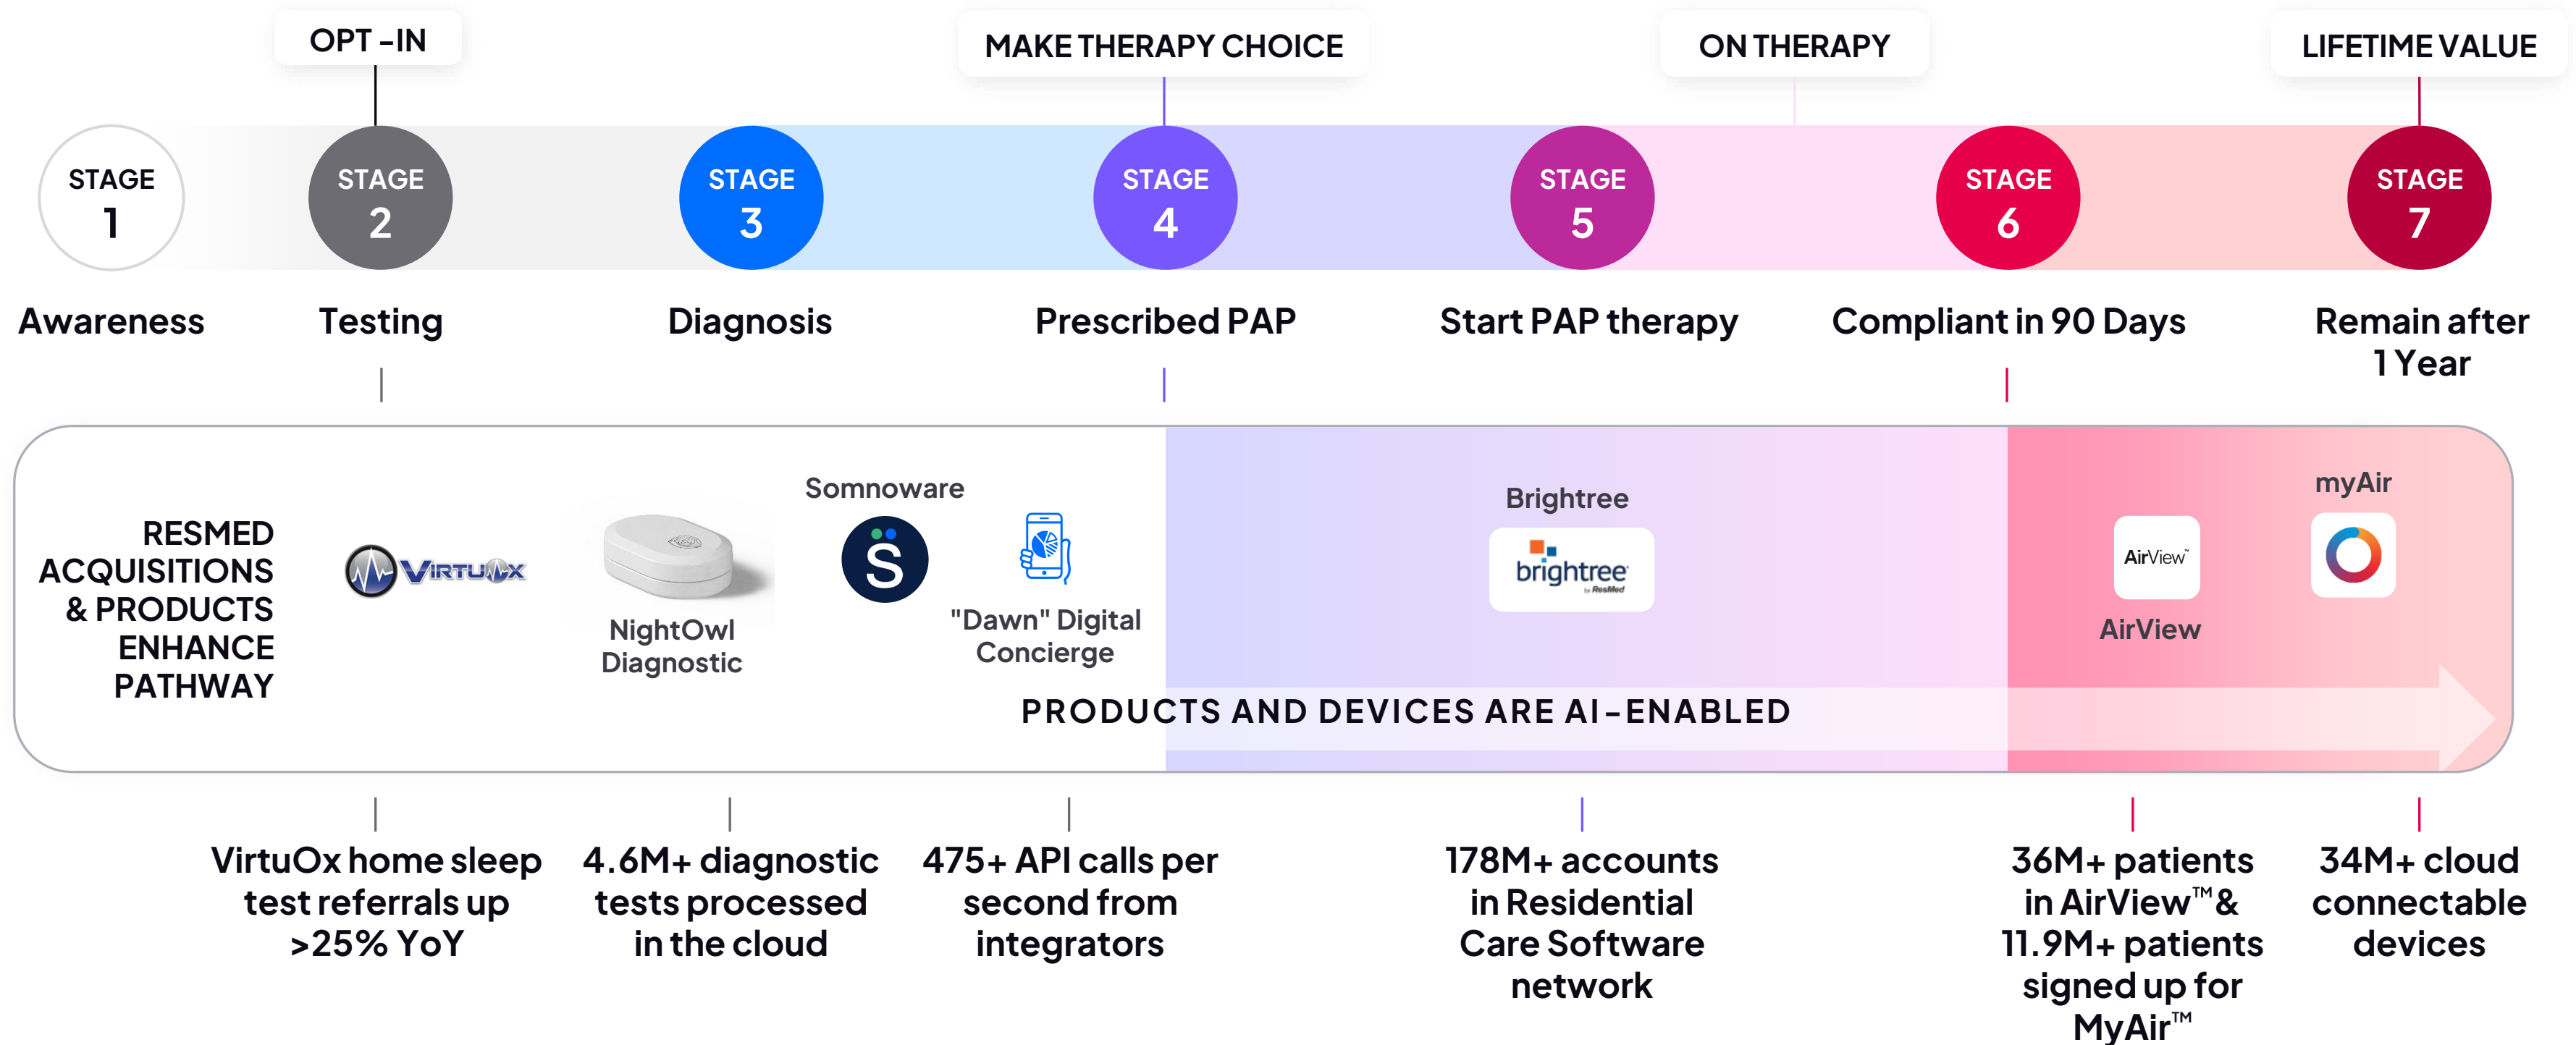 OPT -IN
MAKE THERAPY CHOICE
ON THERAPY
LIFETIME VALUE
STAGE
1
STAGE
2
STAGE
3
STAGE
4
STAGE
5
STAGE
6
STAGE
7
Awareness
Testing
Diagnosis
Prescribed PAP
Start PAP therapy
Compliant in 90 Days
Remain after
1 Year
RESMED
ACQUISITIONS
& PRODUCTS
ENHANCE
PATHWAY
VIRTUOX
NightOwl
Diagnostic
Somnoware
S
"Dawn" Digital
Concierge
Brightree
brightree
by ResMed
AirView™
AirView
myAir
PRODUCTS AND DEVICES ARE AI-ENABLED
VirtuOx home sleep
test referrals up
>25% YoY
4.6M+ diagnostic
tests processed
in the cloud
475+ API calls per
second from
integrators
178M+ accounts
in Residential
Care Software
network
36M+ patients
in AirView™&
11.9M+ patients
signed up for
MyAir™
34M+ cloud
connectable
devices